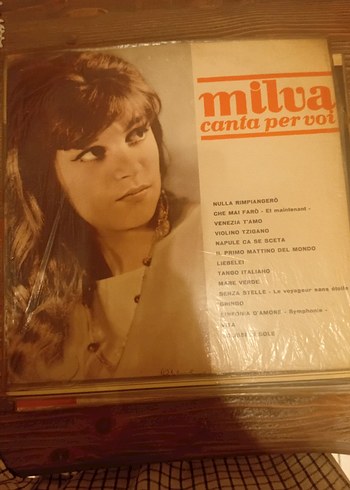 milva
canta per voi
NULLA RIMPIANGERÒ
CHE MAI FARÒ - Et maintenant -
VENEZIA T'AMO
VIOLINO TZIGANO
NAPULE CA SE SCETA
IL PRIMO MATTINO DEL MONDO
LIEBELEI
TANGO ITALIANO
MARE VERDE
SENZA STELLE - Le voyageur sans étoile
GRINGO
SINFONIA D'AMORE - Symphonie -
VITA